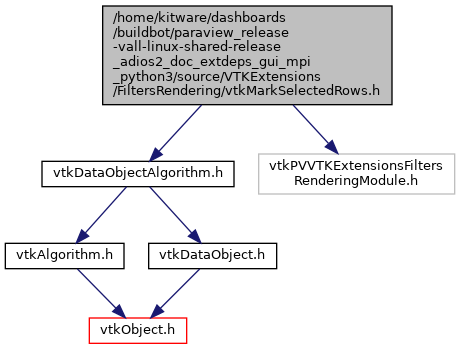 /home/kitware/dashboards
/buildbot/paraview_release
-vall-linux-shared-release
_adios2_doc_extdeps_gui_mpi
_python3/source/VTKExtensions
/FiltersRendering/vtkMarkSelectedRows.h
vtkDataObjectAlgorithm.h
vtkPVVTKExtensionsFilters
RenderingModule.h
vtkAlgorithm.h
vtkDataObject.h
vtkObject.h